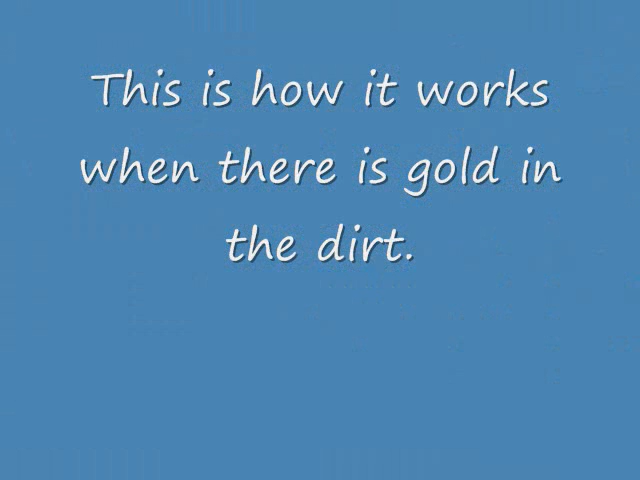 This is how it works
when there is gold in
the dirt.